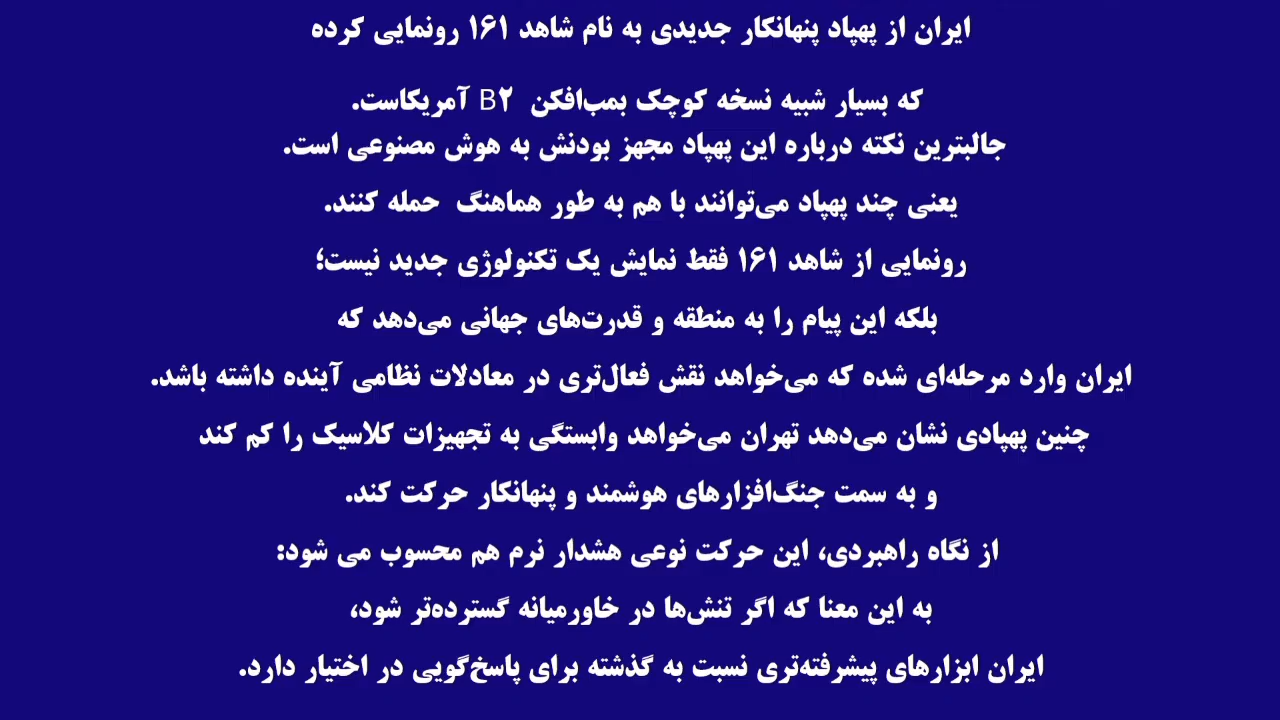 ایران از پهپاد پنهانکار جدیدی به نام شاهد ۱۶۱ رونمایی کرده
که بسیار شبیه نسخه کوچک بمب‌افکن B۲ آمریکاست.
جالبترین نکته درباره این پهپاد مجهز بودنش به هوش مصنوعی است.
یعنی چند پهپاد می‌توانند با هم به طور هماهنگ حمله کنند.
رونمایی از شاهد ۱۶۱ فقط نمایش یک تکنولوژی جدید نیست؛
بلکه این پیام را به منطقه و قدرت‌های جهانی می‌دهد که
ایران وارد مرحله‌ای شده که می‌خواهد نقش فعال‌تری در معادلات نظامی آینده داشته باشد.
چنین پهپادی نشان می‌دهد تهران می‌خواهد وابستگی به تجهیزات کلاسیک را کم کند
و به سمت جنگ‌افزارهای هوشمند و پنهانکار حرکت کند.
از نگاه راهبردی، این حرکت نوعی هشدار نرم هم محسوب می شود:
به این معنا که اگر تنش‌ها در خاورمیانه گسترده‌تر شود،
ایران ابزارهای پیشرفته‌تری نسبت به گذشته برای پاسخ‌گویی در اختیار دارد.